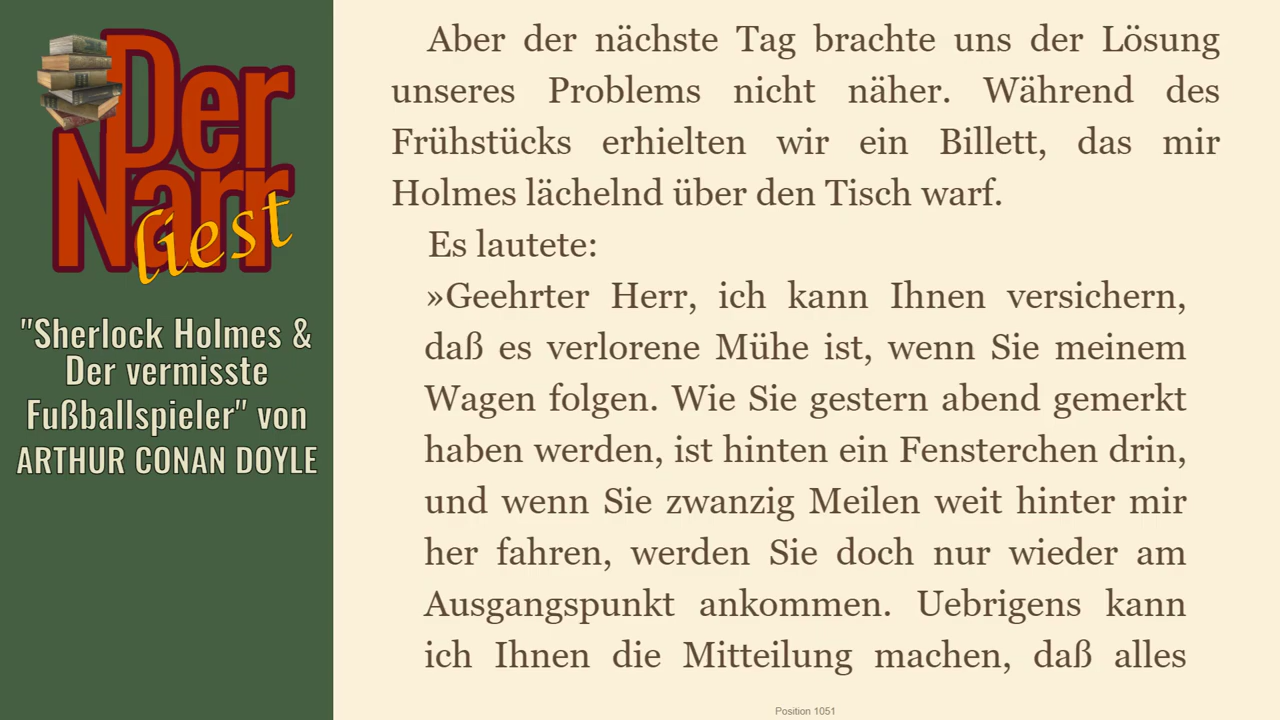 Der
Narr
liest
"Sherlock Holmes &
Der vermisste
Fußballspieler" von
ARTHUR CONAN DOYLE
Aber der nächste Tag brachte uns der Lösung
unseres Problems nicht näher. Während des
Frühstücks erhielten wir ein Billett, das mir
Holmes lächelnd über den Tisch warf.
Es lautete:
»Geehrter Herr, ich kann Ihnen versichern,
daß es verlorene Mühe ist, wenn Sie meinem
Wagen folgen. Wie Sie gestern abend gemerkt
haben werden, ist hinten ein Fensterchen drin,
und wenn Sie zwanzig Meilen weit hinter mir
her fahren, werden Sie doch nur wieder am
Ausgangspunkt ankommen. Uebrigens kann
ich Ihnen die Mitteilung machen, daß alles
Position 1051